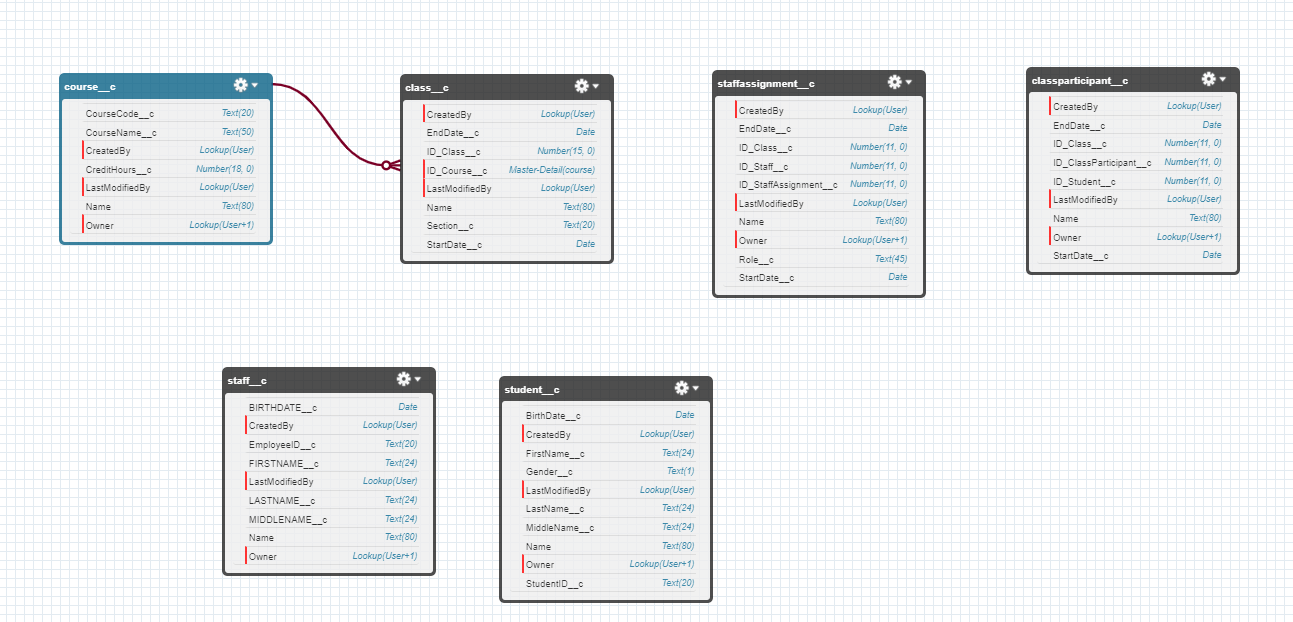 course__c
CourseCode__c Text(20)
CourseName__c Text(50)
CreatedBy Lookup(User)
CreditHours__c Number(18, 0)
LastModifiedBy Lookup(User)
Name Text(80)
Owner Lookup(User+1)
class__c
CreatedBy Lookup(User)
EndDate__c Date
ID_Class__c Number(15, 0)
ID_Course__c Master-Detail(course)
LastModifiedBy Lookup(User)
Name Text(80)
Section__c Text(20)
StartDate__c Date
staffassignment__c
CreatedBy Lookup(User)
EndDate__c Date
ID_Class__c Number(11, 0)
ID_Staff__c Number(11, 0)
ID_StaffAssignment__c Number(11, 0)
LastModifiedBy Lookup(User)
Name Text(80)
Owner Lookup(User+1)
Role__c Text(45)
StartDate__c Date
classparticipant__c
CreatedBy Lookup(User)
EndDate__c Date
ID_Class__c Number(11, 0)
ID_ClassParticipant__c Number(11, 0)
ID_Student__c Number(11, 0)
LastModifiedBy Lookup(User)
Name Text(80)
Owner Lookup(User+1)
StartDate__c Date
staff__c
BIRTHDATE__c Date
CreatedBy Lookup(User)
EmployeeID__c Text(20)
FIRSTNAME__c Text(24)
LastModifiedBy Lookup(User)
LASTNAME__c Text(24)
MIDDLENAME__c Text(24)
Name Text(80)
Owner Lookup(User+1)
student__c
BirthDate__c Date
CreatedBy Lookup(User)
FirstName__c Text(24)
Gender__c Text(1)
LastModifiedBy Lookup(User)
LastName__c Text(24)
MiddleName__c Text(24)
Name Text(80)
Owner Lookup(User+1)
StudentID__c Text(20)